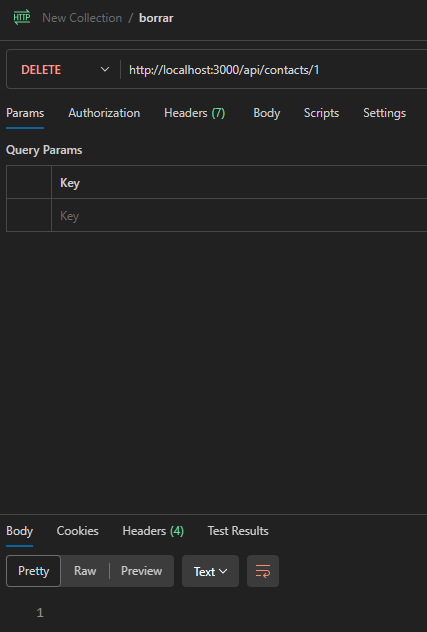 HTTP New Collection / borrar
DELETE http://localhost:3000/api/contacts/1
Params Authorization Headers (7) Body Scripts Settings
Query Params
Key
Key
Body Cookies Headers (4) Test Results
Pretty Raw Preview Text
1